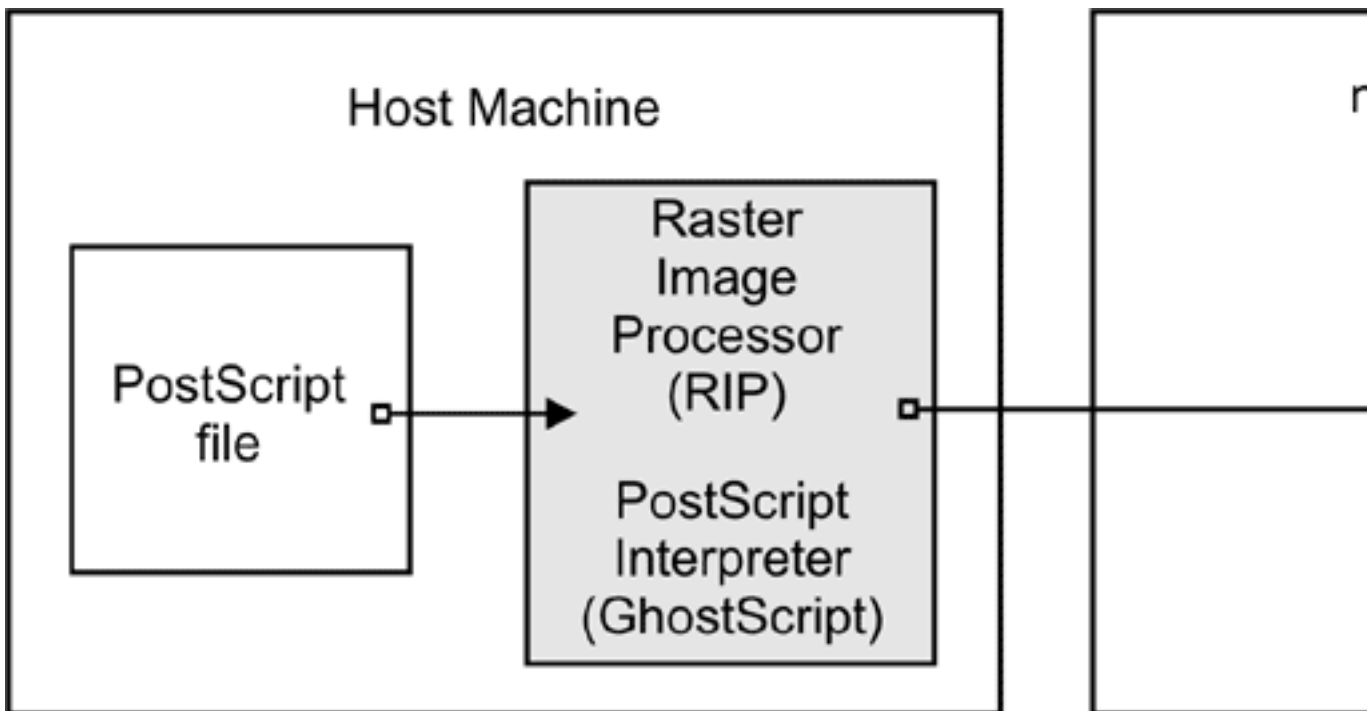 Host Machine
PostScript
file
Raster
Image
Processor
(RIP)
PostScript
Interpreter
(GhostScript)